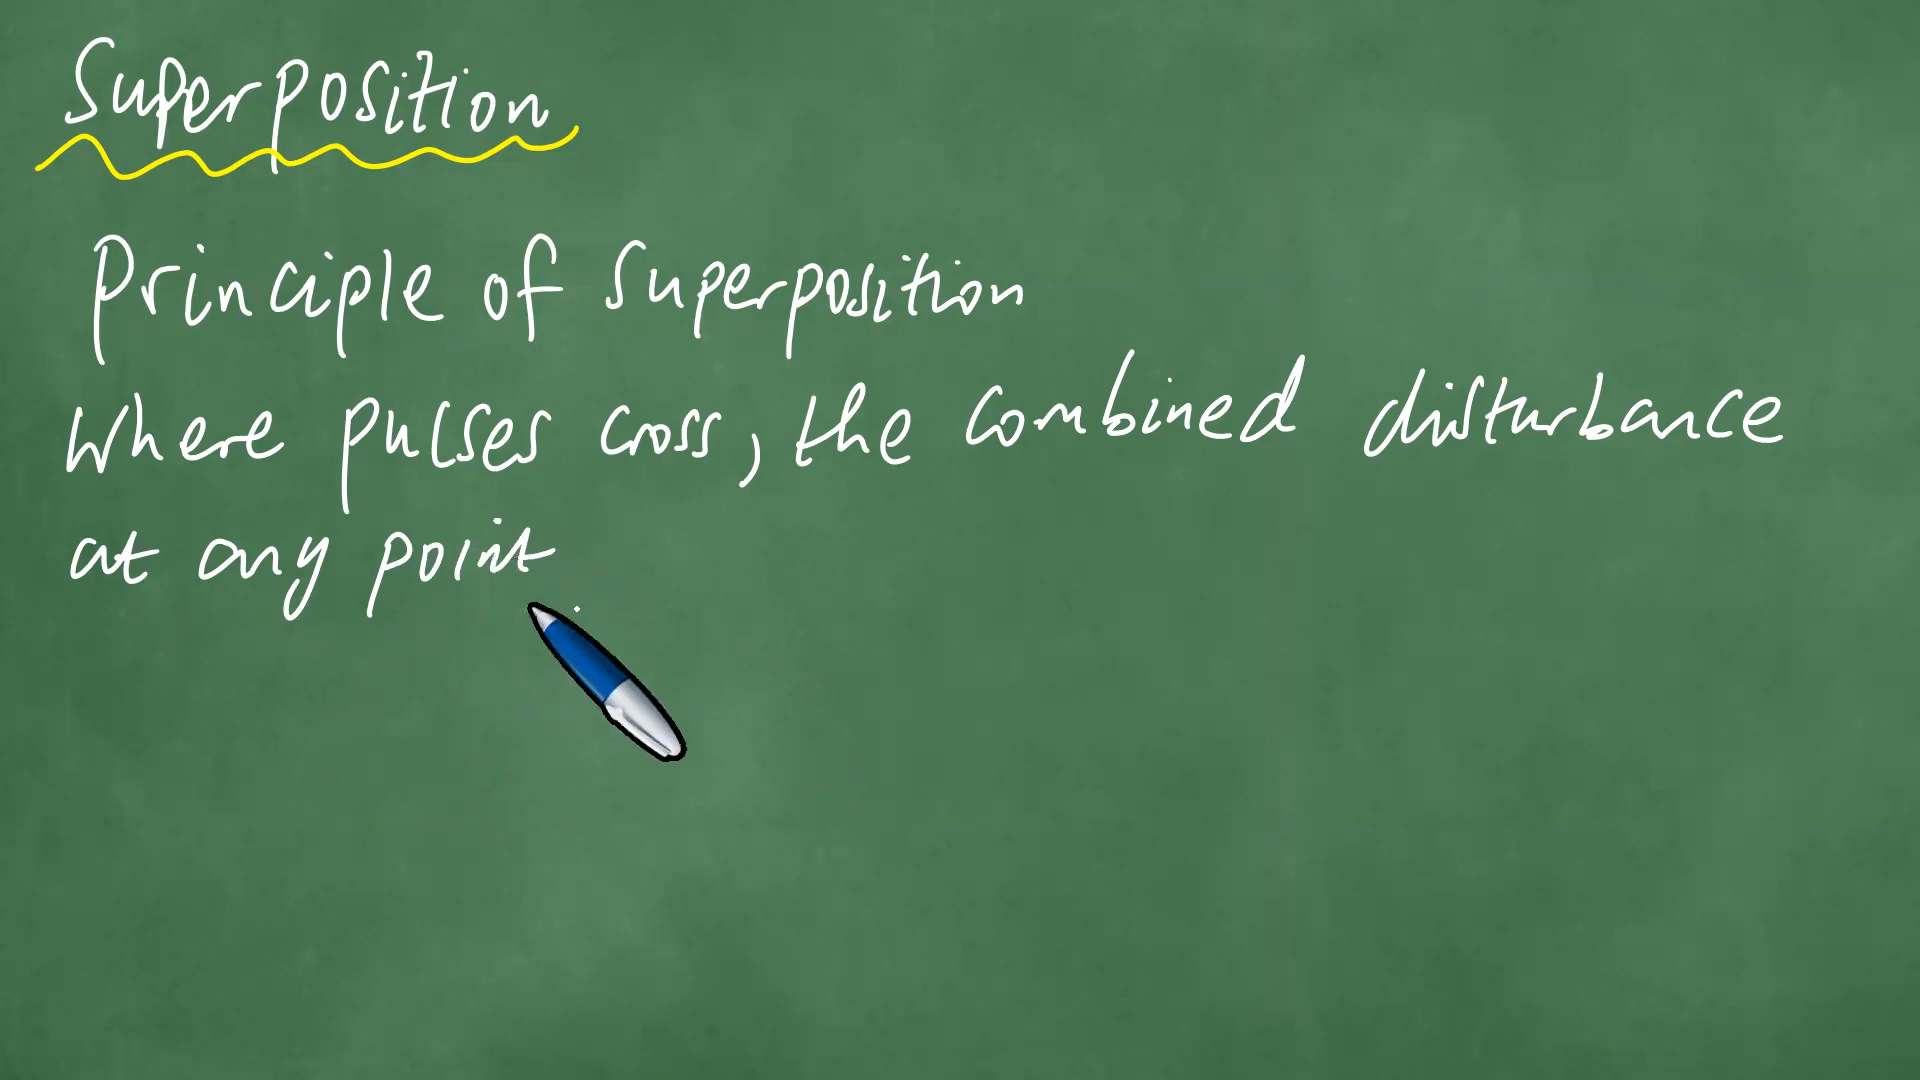 Superposition
Principle of Superposition
Where pulses cross, the combined disturbance
at any point